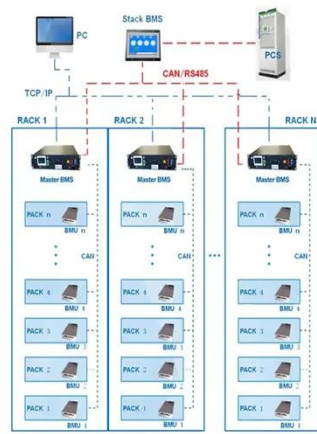 Stack BMS
PC
PCS
CAN/RS485
TCP/IP
RACK 1
RACK 2
RACK N
Master BMS
Master BMS
Master BMS
PACK n
BMU n
CAN
PACK 4
BMU 4
PACK 3
BMU 3
PACK 2
BMU 2
PACK 1
BMU 1
PACK n
BMU n
CAN
PACK 4
BMU 4
PACK 3
BMU 3
PACK 2
BMU 2
PACK 1
BMU 1
PACK n
BMU n
CAN
PACK 4
BMU 4
PACK 3
BMU 3
PACK 2
BMU 2
PACK 1
BMU 1